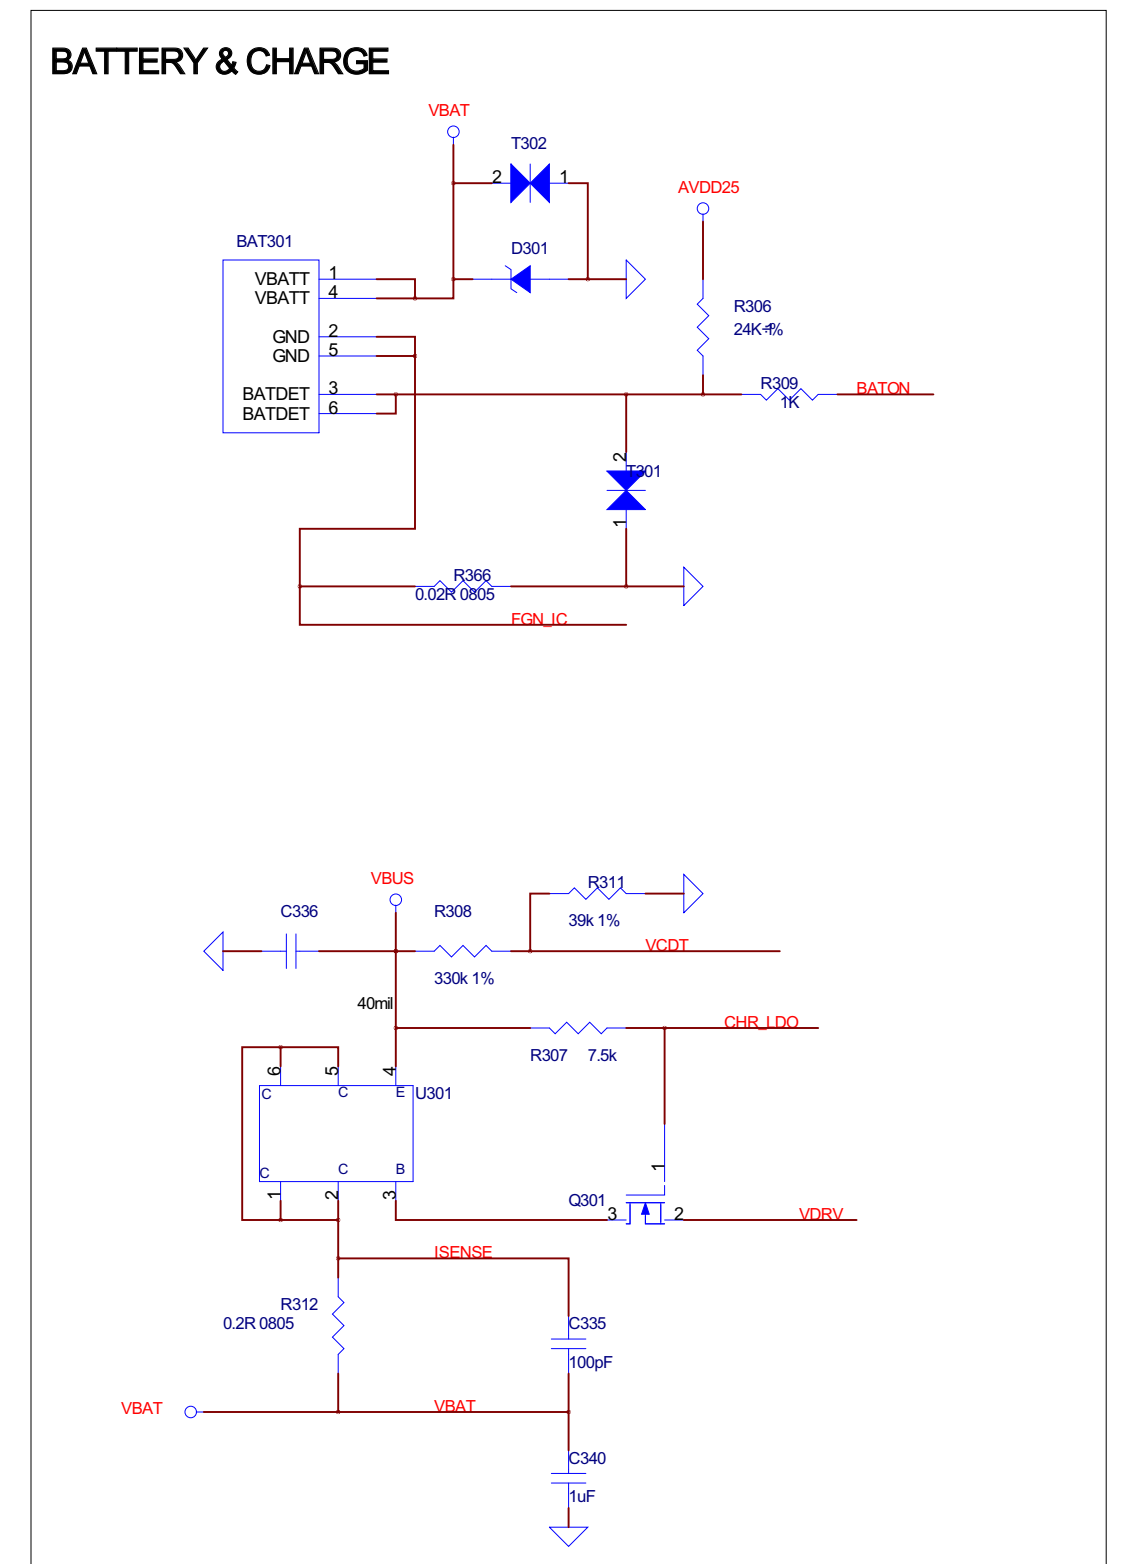 BATTERY & CHARGE
VBAT
T302
2
1
AVDD25
BAT301
D301
VBATT 1
VBATT 4
R306
24K
1%
GND 2
GND 5
R309
1K
BATON
BATDET 3
BATDET 6
2
T301
1
R366
0.02R 0805
FGN_IC
VBUS
R311
C336
R308
39k 1%
VCDT
330k 1%
40mil
CHR_LDO
R307 7.5k
6 5 4
C C E U301
C C B
1 2 3
1
Q301
3 2
VDRV
ISENSE
R312
0.2R 0805
C335
100pF
VBAT
VBAT
C340
1uF